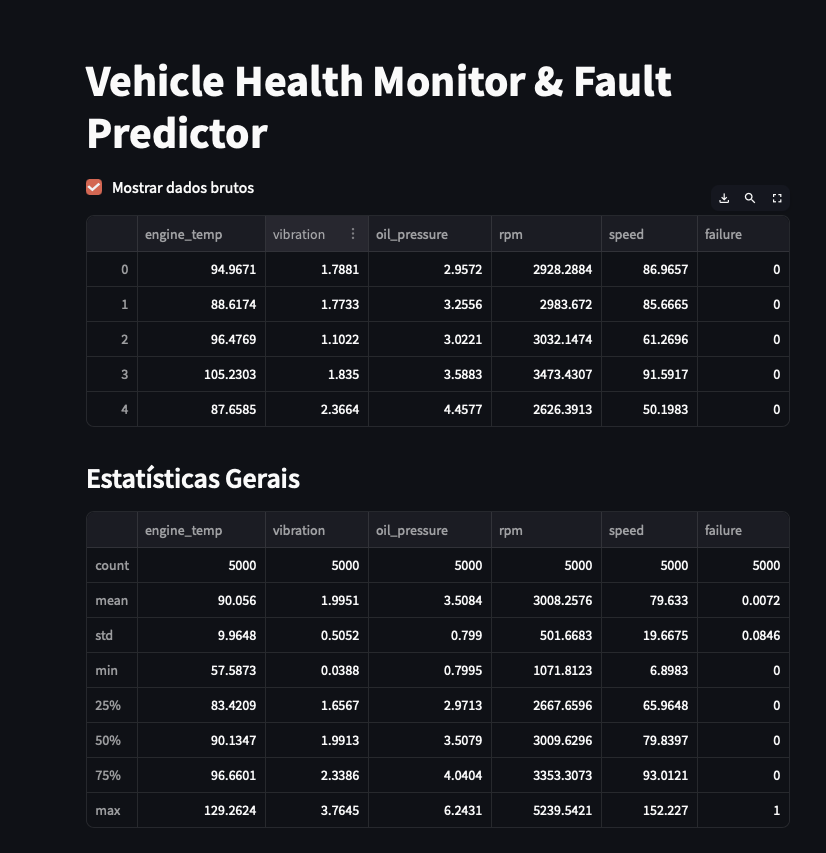 Vehicle Health Monitor & Fault
Predictor
Mostrar dados brutos
engine_temp vibration oil_pressure rpm speed failure
0 94.9671 1.7881 2.9572 2928.2884 86.9657 0
1 88.6174 1.7733 3.2556 2983.672 85.6665 0
2 96.4769 1.1022 3.0221 3032.1474 61.2696 0
3 105.2303 1.835 3.5883 3473.4307 91.5917 0
4 87.6585 2.3664 4.4577 2626.3913 50.1983 0
Estatísticas Gerais
engine_temp vibration oil_pressure rpm speed failure
count 5000 5000 5000 5000 5000 5000
mean 90.056 1.9951 3.5084 3008.2576 79.633 0.0072
std 9.9648 0.5052 0.799 501.6683 19.6675 0.0846
min 57.5873 0.0388 0.7995 1071.8123 6.8983 0
25% 83.4209 1.6567 2.9713 2667.6596 65.9648 0
50% 90.1347 1.9913 3.5079 3009.6296 79.8397 0
75% 96.6601 2.3386 4.0404 3353.3073 93.0121 0
max 129.2624 3.7645 6.2431 5239.5421 152.227 1